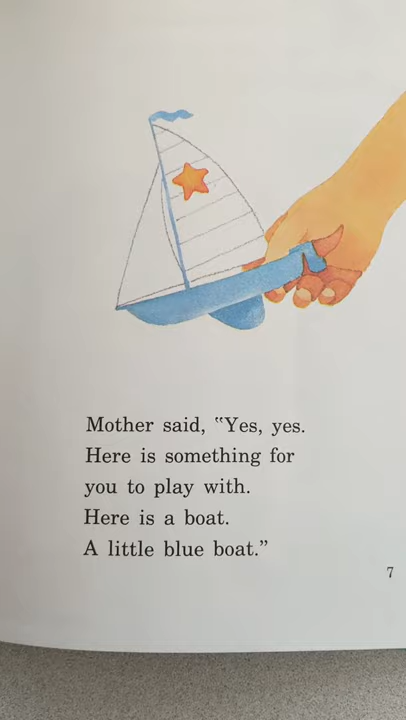 Mother said, "Yes, yes.
Here is something for
you to play with.
Here is a boat.
A little blue boat."
7